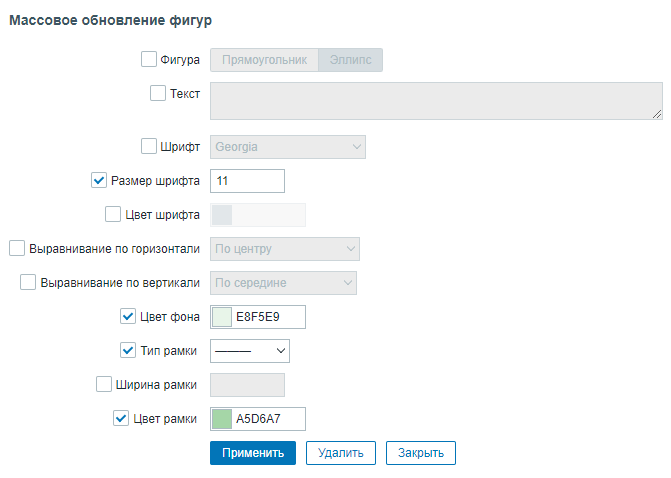 Массовое обновление фигур
Фигура Прямоугольник Эллипс
Текст
Шрифт Georgia
Размер шрифта 11
Цвет шрифта
Выравнивание по горизонтали По центру
Выравнивание по вертикали По середине
Цвет фона E8F5E9
Тип рамки
Ширина рамки
Цвет рамки A5D6A7
Применить Удалить Закрыть